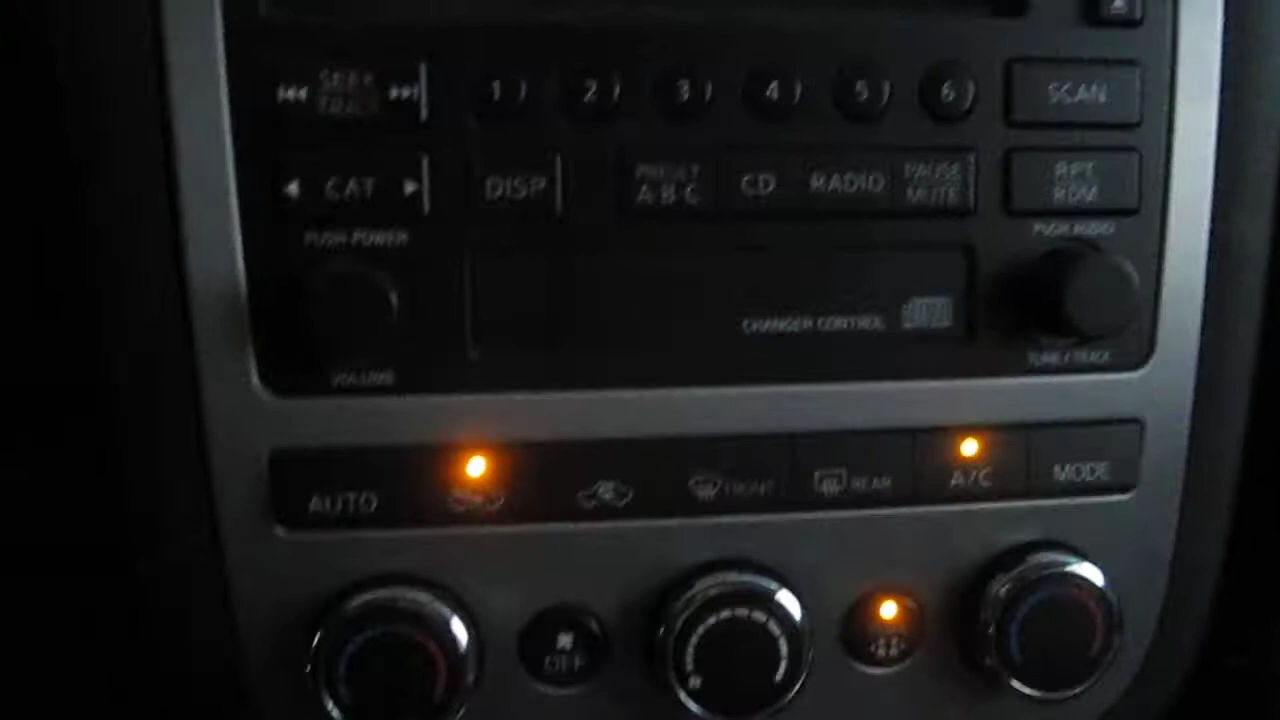 SEEK 1 2 3 4 5 6 SCAN
TRACK
CAT DISP PRESET CD RADIO PAUSE RPT
A·B·C MUTE RDM
PUSH·POWER PUSH AUDIO
CHANGER CONTROL
VOLUME TUNE/TRACK
AUTO FRONT REAR A/C MODE
OFF